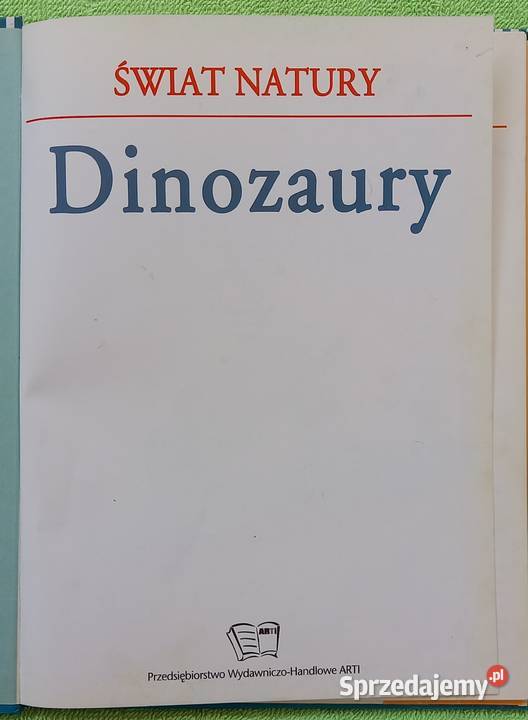 ŚWIAT NATURY
Dinozaury
ARTI
Przedsiębiorstwo Wydawniczo-Handlowe ARTI
Sprzedajemy.pl